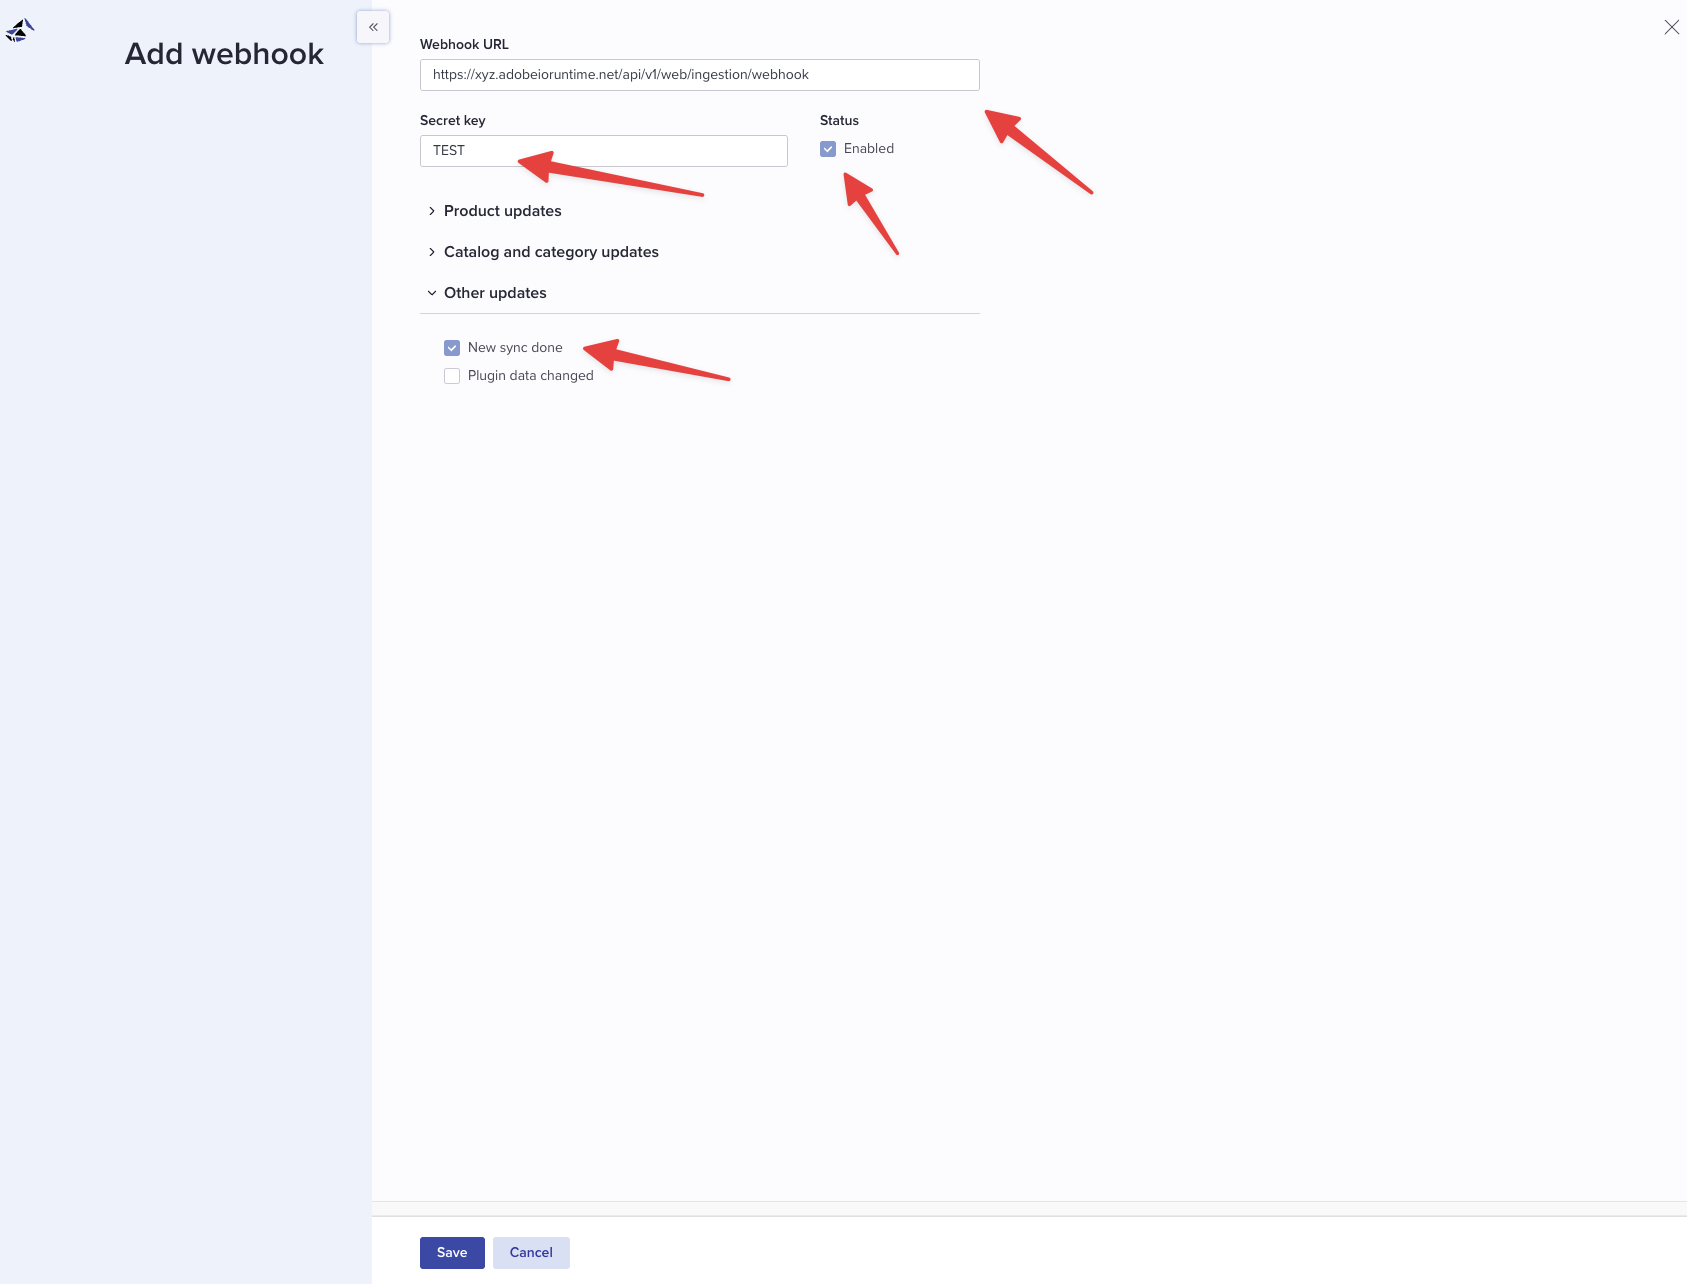 Add webhook
Webhook URL
https://xyz.adobeioruntime.net/api/v1/web/ingestion/webhook
Secret key
Status
TEST
Enabled
Product updates
Catalog and category updates
Other updates
New sync done
Plugin data changed
Save
Cancel